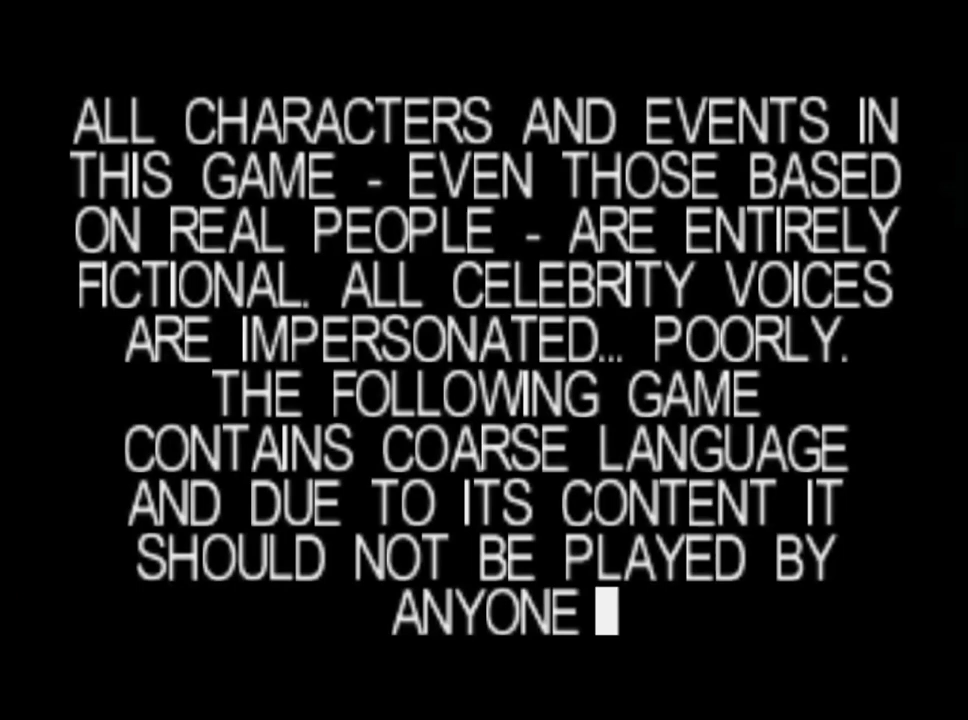 ALL CHARACTERS AND EVENTS IN
THIS GAME - EVEN THOSE BASED
ON REAL PEOPLE - ARE ENTIRELY
FICTIONAL. ALL CELEBRITY VOICES
ARE IMPERSONATED... POORLY.
THE FOLLOWING GAME
CONTAINS COARSE LANGUAGE
AND DUE TO ITS CONTENT IT
SHOULD NOT BE PLAYED BY
ANYONE